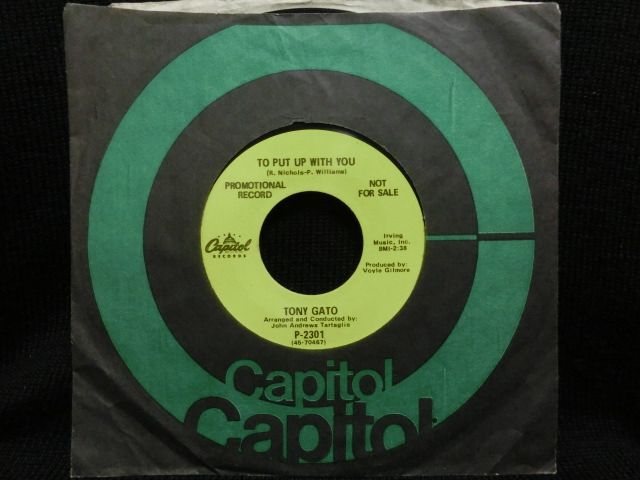 TO PUT UP WITH YOU
(R. Nichols-P. Williams)
PROMOTIONAL RECORD
NOT FOR SALE
Capitol
RECORDS
Irving
Music, Inc.
BMI-2:38
Produced by:
Voyle Gilmore
TONY GATO
Arranged and Conducted by:
John Andrews Tartaglia
P-2301
(45-70467)
Capitol
Capitol